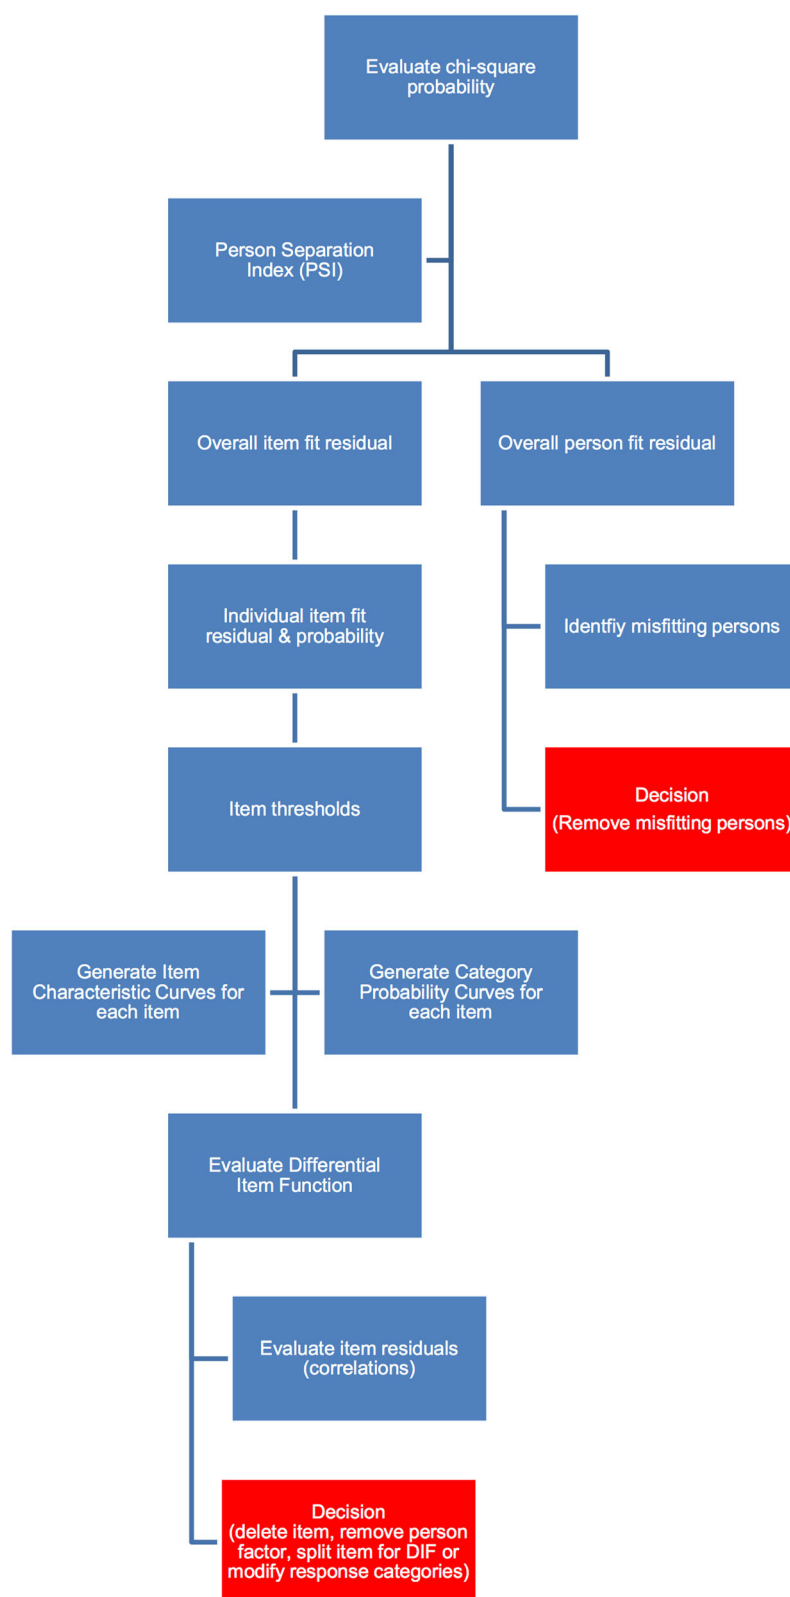 Evaluate chi-square
probability
Person Separation
Index (PSI)
Overall item fit residual
Overall person fit residual
Individual item fit
residual & probability
Identfiy misfitting persons
Item thresholds
Decision
(Remove misfitting persons)
Generate Item
Characteristic Curves for
each item
Generate Category
Probability Curves for
each item
Evaluate Differential
Item Function
Evaluate item residuals
(correlations)
Decision
(delete item, remove person
factor, split item for DIF or
modify response categories)